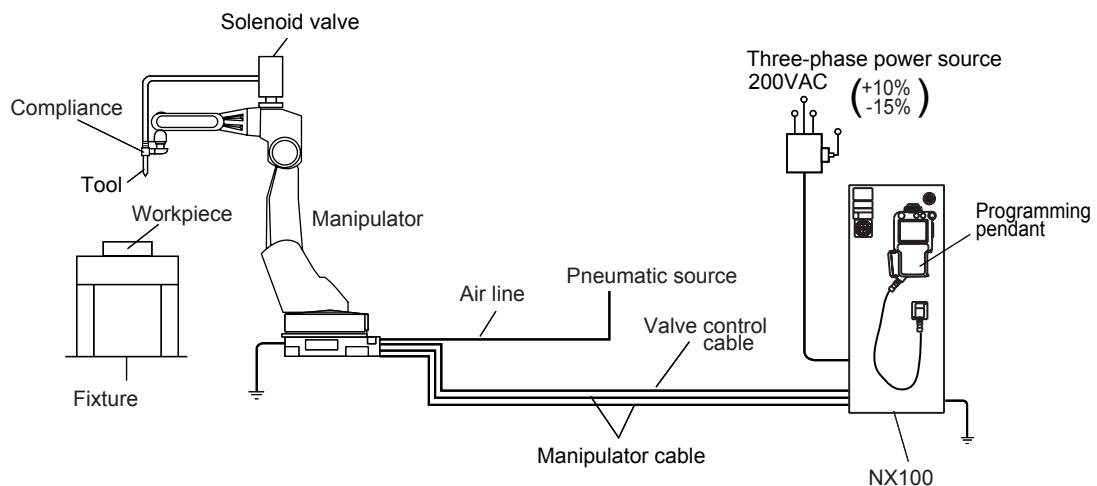 Solenoid valve
Three-phase power source
200VAC (+10%
-15%)
Compliance
Tool
Workpiece
Manipulator
Programming
pendant
Pneumatic source
Air line
Valve control
cable
Fixture
Manipulator cable
NX100